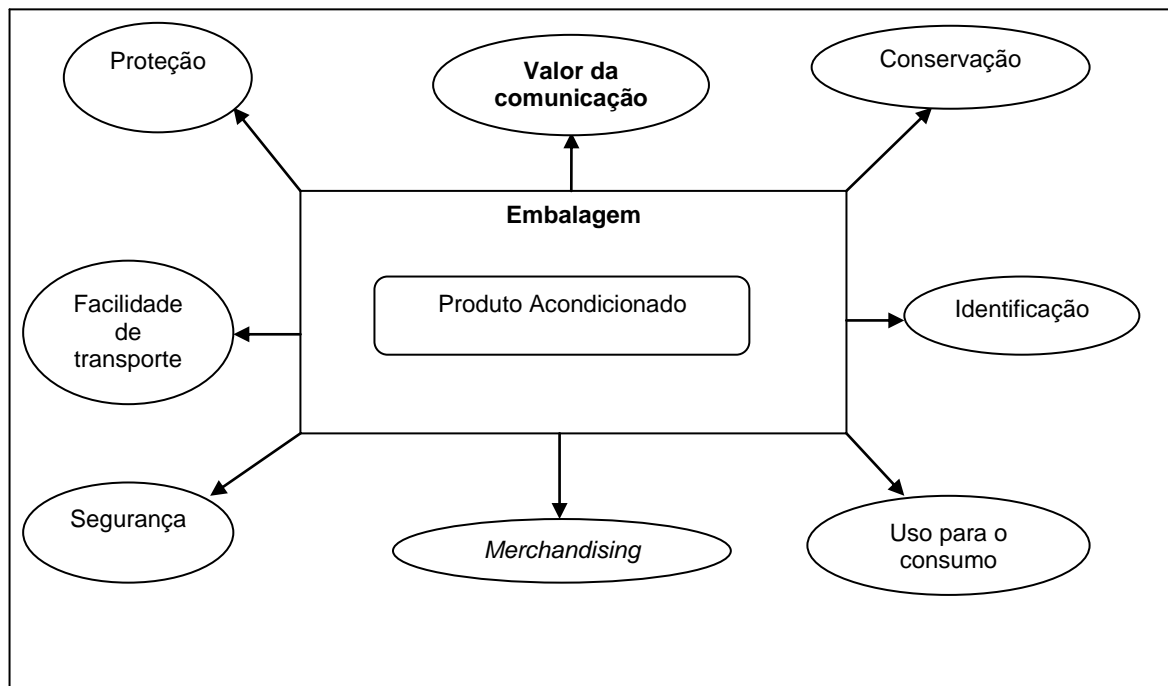 Proteção
Valor da
comunicação
Conservação
Embalagem
Produto Acondicionado
Facilidade
de
transporte
Identificação
Segurança
Merchandising
Uso para o
consumo